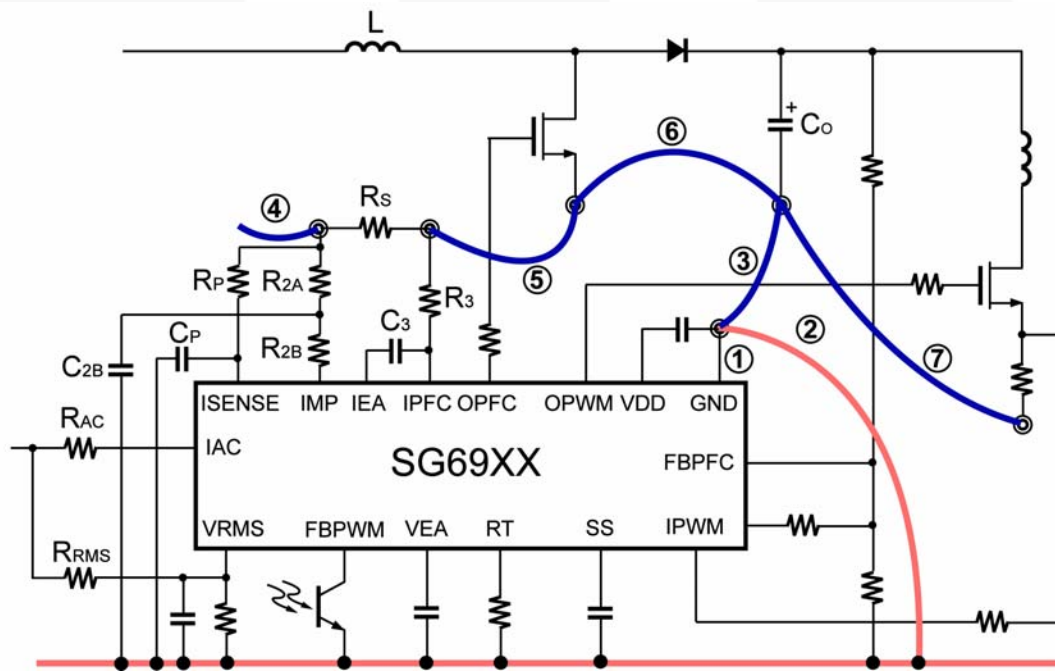 L
+
Co
⑥
④
Rs
RP
R2A
⑤
③
R3
C3
CP
R2B
②
①
⑦
C2B
ISENSE IMP IEA IPFC OPFC OPWM VDD GND
RAC
IAC
SG69XX
FBPFC
VRMS FBPWM VEA RT SS IPWM
RRMS